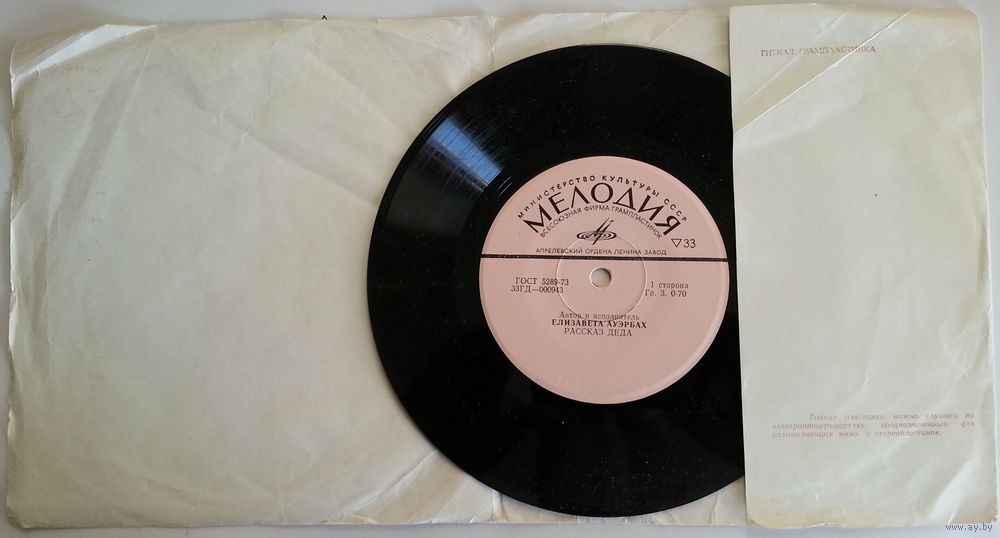 ГИБКАЯ ГРАМПЛАСТИНКА
МИНИСТЕРСТВО КУЛЬТУРЫ СССР
МЕЛОДИЯ
ВСЕСОЮЗНАЯ ФИРМА ГРАМПЛАСТИНОК
АПРЕЛЕВСКИЙ ОРДЕНА ЛЕНИНА ЗАВОД
▽33
ГОСТ 5289-73
33ГД—000943
1 сторона
Гр. 3. 0-70
Автор и исполнитель
ЕЛИЗАВЕТА АУЭРБАХ
РАССКАЗ ДЕДА
Гибкие пластинки можно слушать на
электропроигрывателях, предназначенных для
долгоиграющих моно- и стереопластинок.
www.ay.by